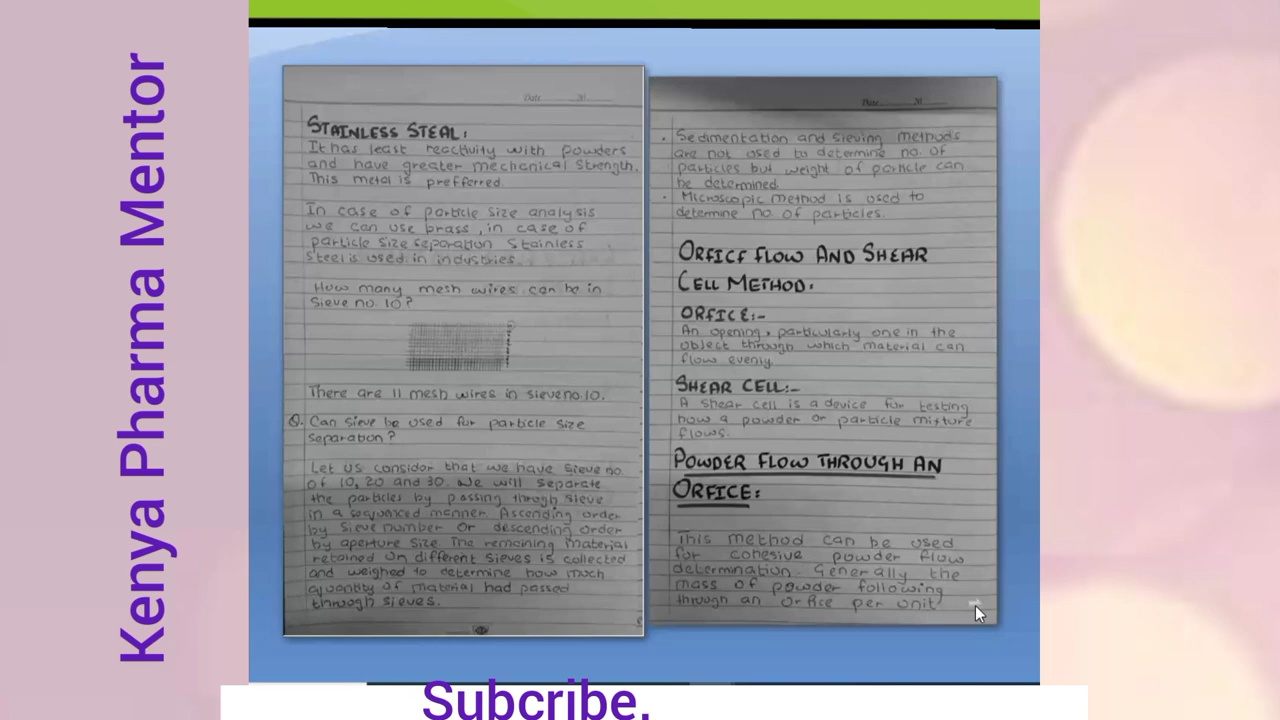 Kenya Pharma Mentor
Date 20
STAINLESS STEAL:
It has least reactivity with powders
and have greater mechanical strength.
This metal is prefferred.
In case of particle size analysis
we can use brass, in case of
particle size separation Stainless
Steel is used in industries.
How many mesh wires can be in
Sieve no. 10?
There are 11 mesh wires in sieve no.10.
Q. Can sieve be used for particle size
separation?
Let us consider that we have sieve no
of 10, 20 and 30. We will separate
the particles by passing through sieve
in a sequenced manner. Ascending order
by Sieve number or descending order
by aperture size. The remaining material
retained on different sieves is collected
and weighed to determine how much
quantity of material had passed
through sieves.
Date 20
• Sedimentation and sieving methods
are not used to determine no. of
particles but weight of particle can
be determined.
• Microscopic method is used to
determine no. of particles.
ORFICE FLOW AND SHEAR
CELL METHOD:
ORFICE:-
An opening, particularly one in the
object through which material can
flow evenly.
SHEAR CELL:-
A shear cell is a device for testing
how a powder or particle mixture
flows.
POWDER FLOW THROUGH AN
ORFICE:
This method can be used
for cohesive powder flow
determination. Generally the
mass of powder following
through an orfice per unit
Subcribe.